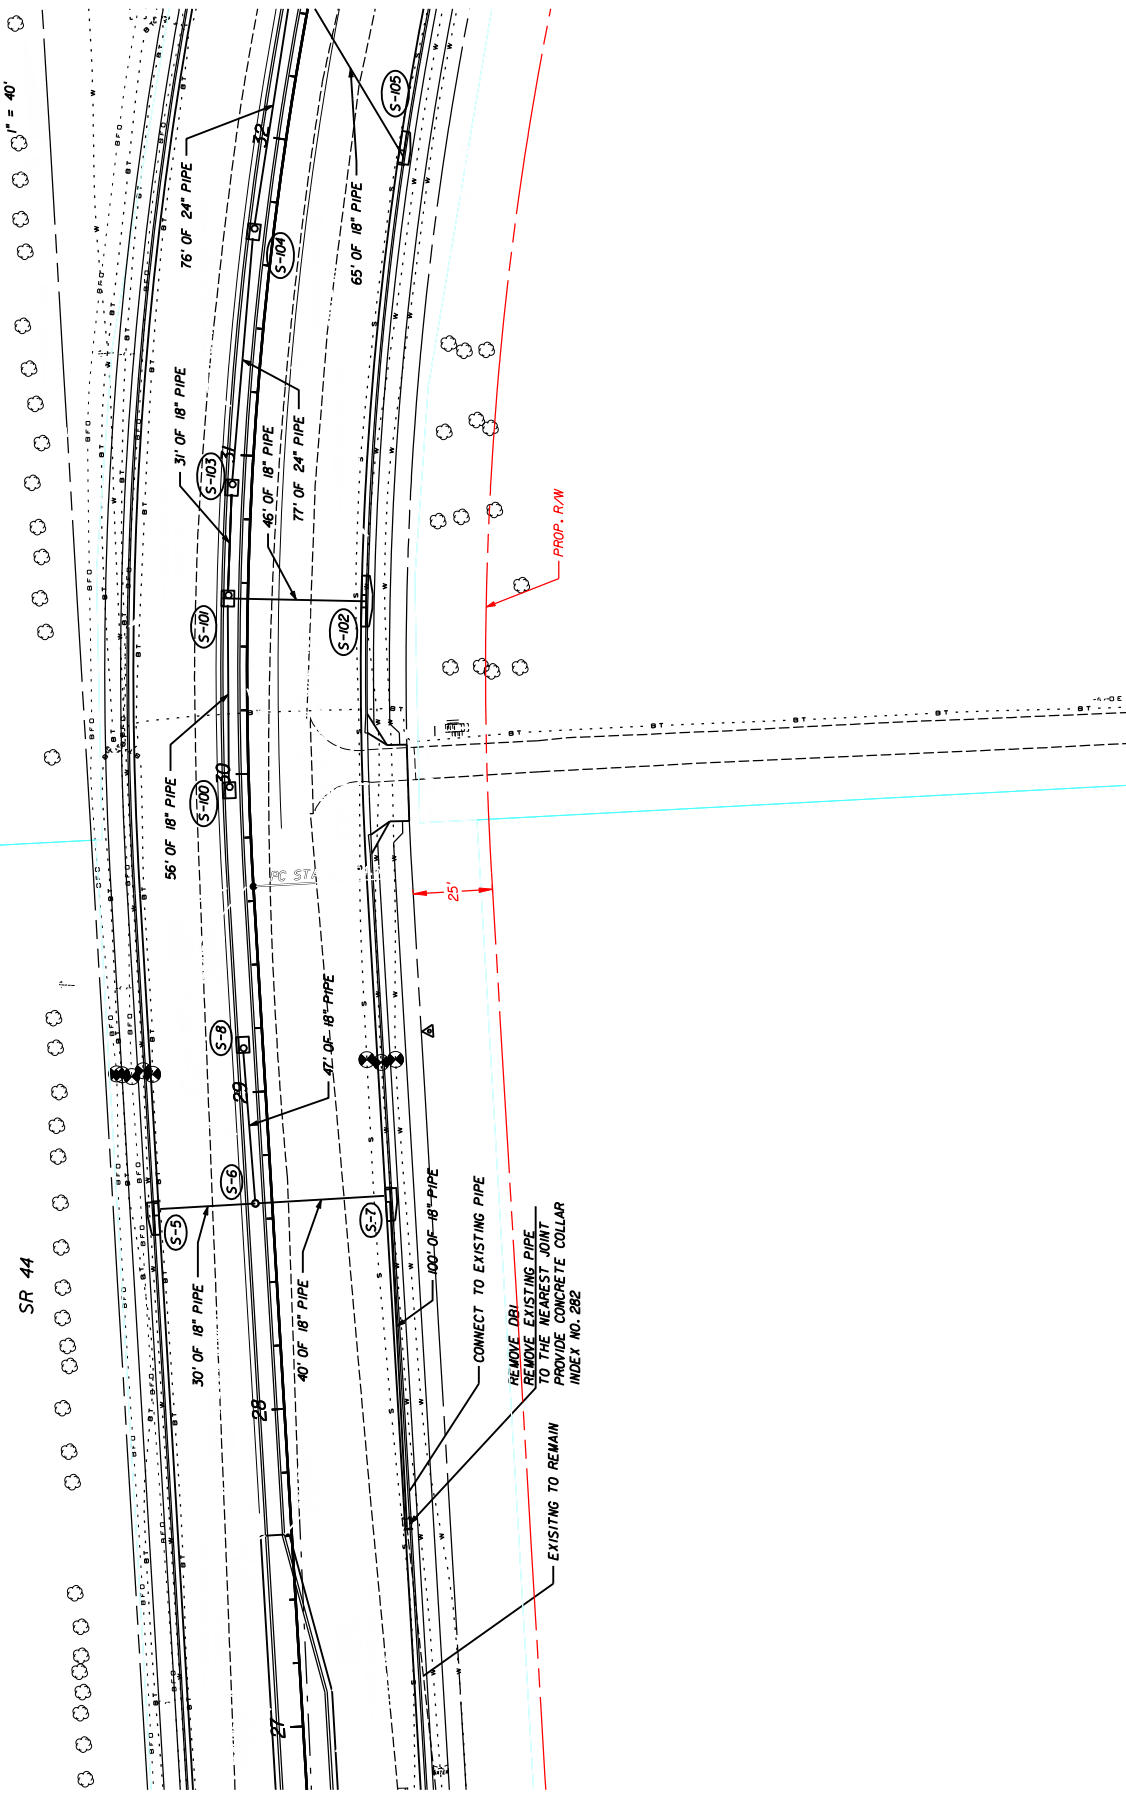 1" = 40'
SR 44
76' OF 24" PIPE
S-105
32
S-104
65' OF 18" PIPE
31' OF 18" PIPE
S-103
31
46' OF 18" PIPE
77' OF 24" PIPE
S-101
S-102
PROP. R/W
56' OF 18" PIPE
S-100
30
PC STA
25'
S-8
29
47' OF 18" PIPE
S-6
S-5
S-7
30' OF 18" PIPE
40' OF 18" PIPE
100' OF 18" PIPE
28
CONNECT TO EXISTING PIPE
REMOVE DBI
REMOVE EXISTING PIPE
TO THE NEAREST JOINT
PROVIDE CONCRETE COLLAR
INDEX NO. 282
EXISITNG TO REMAIN
27